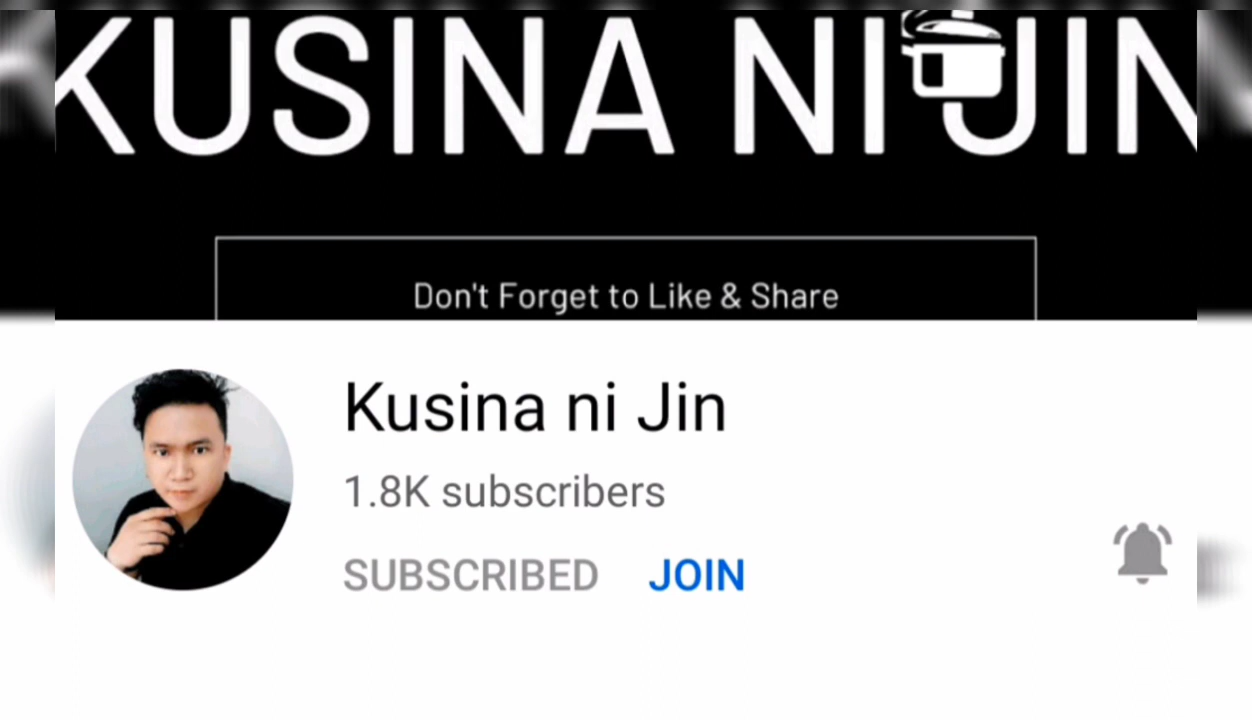 KUSINA NI JIN
Don't Forget to Like & Share
Kusina ni Jin
1.8K subscribers
SUBSCRIBED JOIN